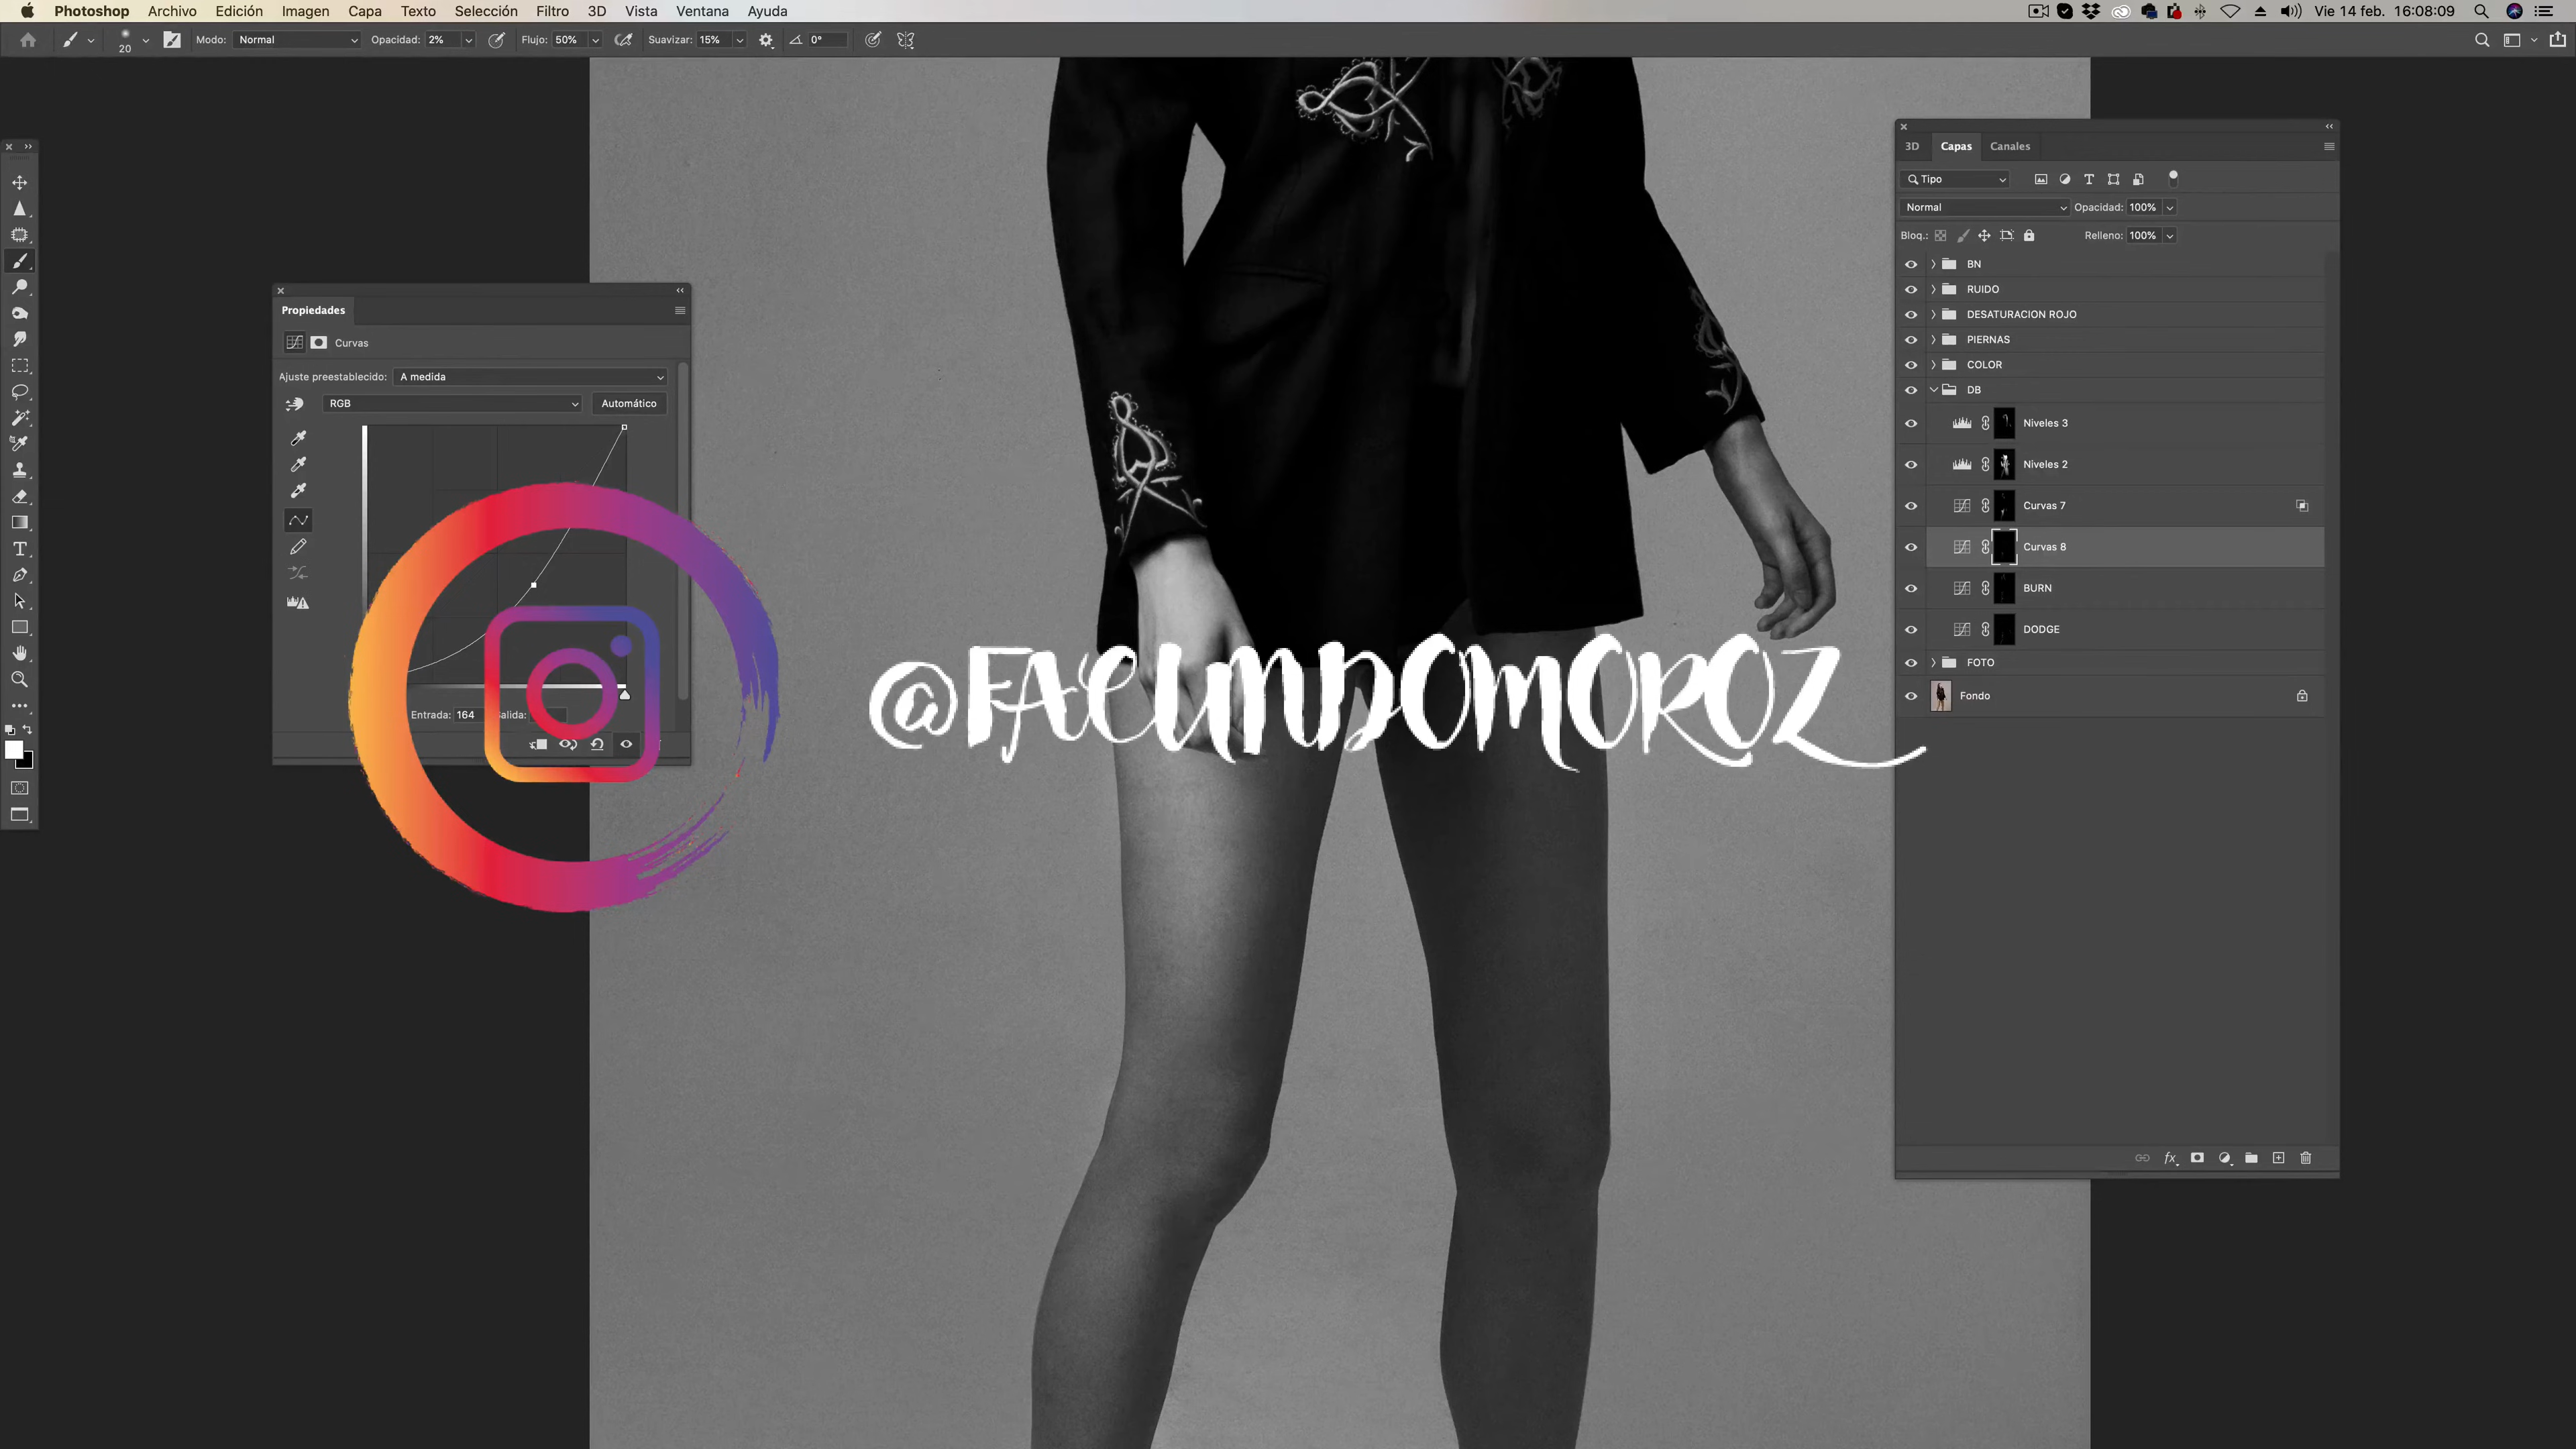 Photoshop Archivo Edición Imagen Capa Texto Selección Filtro 3D Vista Ventana Ayuda Vie 14 feb. 16:08:09
20 Modo: Normal Opacidad: 2% Flujo: 50% Suavizar: 15% 0°
3D Capas Canales
Tipo
Normal Opacidad: 100%
Bloq.: Relleno: 100%
BN
RUIDO
DESATURACION ROJO
PIERNAS
COLOR
DB
Niveles 3
Niveles 2
Curvas 7
Curvas 8
BURN
DODGE
FOTO
Fondo
Propiedades
Curvas
Ajuste preestablecido: A medida
RGB Automático
Entrada: 164 Salida:
@FACUNDOMOROZ